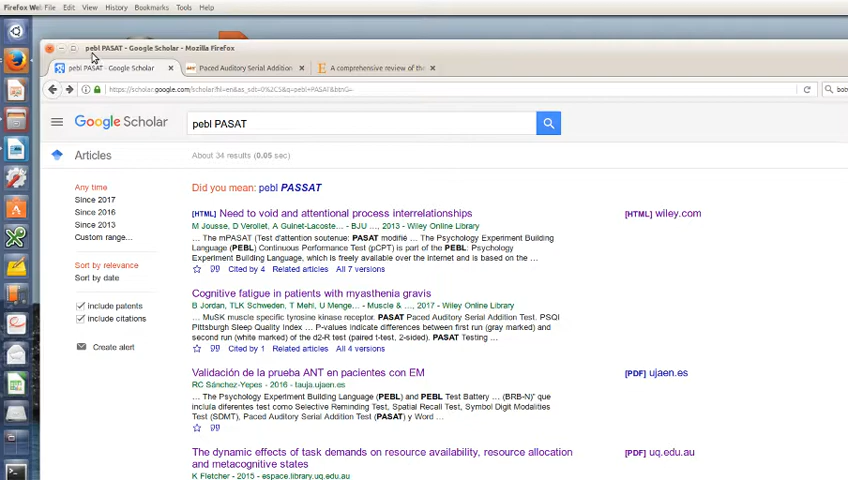 Firefox We File Edit View History Bookmarks Tools Help
pebl PASAT - Google Scholar - Mozilla Firefox
pebl PASAT - Google Scholar Paced Auditory Serial Addition A comprehensive review of the
https://scholar.google.com/scholar?hl=en&as_sdt=0%2C5&q=pebl+PASAT&btnG=
Google Scholar pebl PASAT
Articles About 34 results (0.05 sec)
Any time
Since 2017
Since 2016
Since 2013
Custom range...
Sort by relevance
Sort by date
include patents
include citations
Create alert
Did you mean: pebl PASSAT
[HTML] Need to void and attentional process interrelationships
M Jousse, D Verollet, A Guinet-Lacoste... - BJU ..., 2013 - Wiley Online Library
... The mPASAT (Test d'attention soutenue: PASAT modifié ... The Psychology Experiment Building
Language (PEBL) Continuous Performance Test (pCPT) is part of the PEBL: Psychology
Experiment Building Language, which is freely available over the internet and is based on the ...
Cited by 4 Related articles All 7 versions
[HTML] wiley.com
Cognitive fatigue in patients with myasthenia gravis
B Jordan, TLK Schweden, T Mehl, U Menge... - Muscle & ..., 2017 - Wiley Online Library
... MuSK muscle specific tyrosine kinase receptor. PASAT Paced Auditory Serial Addition Test. PSQI
Pittsburgh Sleep Quality Index ... P-values indicate differences between first run (gray marked) and
second run (white marked) of the d2-R test (paired t-test, 2-sided). PASAT Testing ...
Cited by 1 Related articles All 4 versions
Validación de la prueba ANT en pacientes con EM
RC Sánchez-Yepes - 2016 - tauja.ujaen.es
... The Psychology Experiment Building Language (PEBL) and PEBL Test Battery ... (BRB-N)" que
incluía diferentes test como Selective Reminding Test, Spatial Recall Test, Symbol Digit Modalities
Test (SDMT), Paced Auditory Serial Addition Test (PASAT) y Word ...
[PDF] ujaen.es
The dynamic effects of task demands on resource availability, resource allocation
and metacognitive states
K Fletcher - 2015 - espace.library.uq.edu.au
[PDF] uq.edu.au